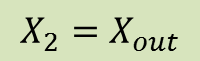 X₂ = Xₒᵤₜ